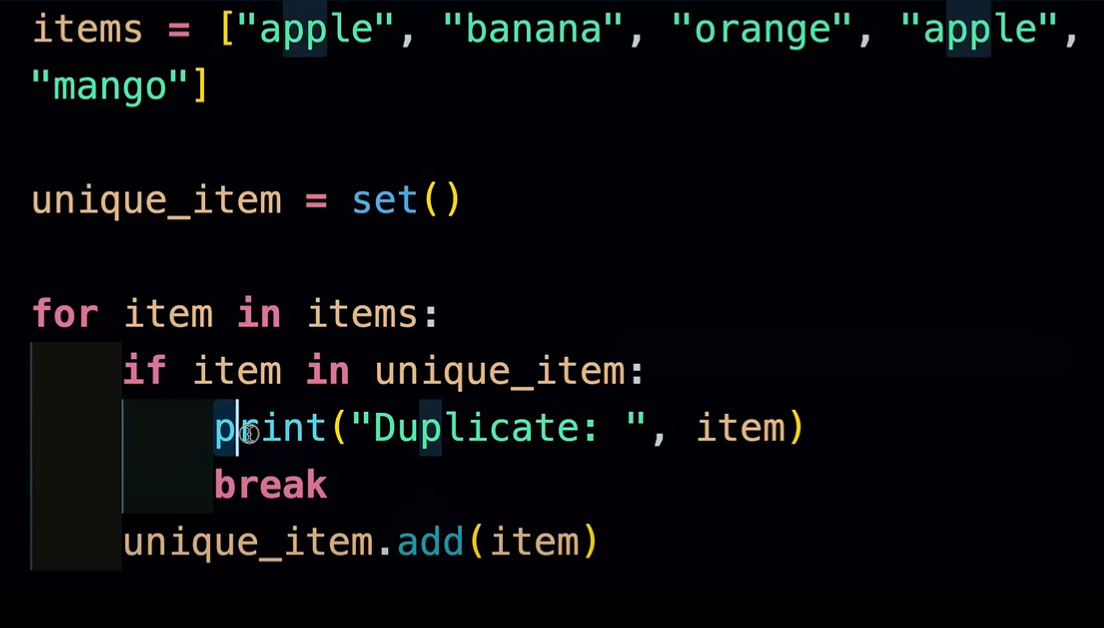 items = ["apple", "banana", "orange", "apple",
"mango"]

unique_item = set()

for item in items:
    if item in unique_item:
        print("Duplicate: ", item)
        break
    unique_item.add(item)